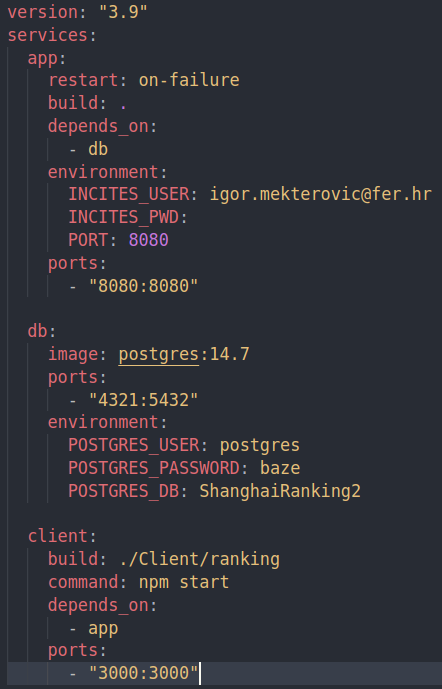 version: "3.9"
services:
  app:
    restart: on-failure
    build: .
    depends_on:
      - db
    environment:
      INCITES_USER: igor.mekterovic@fer.hr
      INCITES_PWD:
      PORT: 8080
    ports:
      - "8080:8080"

  db:
    image: postgres:14.7
    ports:
      - "4321:5432"
    environment:
      POSTGRES_USER: postgres
      POSTGRES_PASSWORD: baze
      POSTGRES_DB: ShanghaiRanking2

  client:
    build: ./Client/ranking
    command: npm start
    depends_on:
      - app
    ports:
      - "3000:3000"